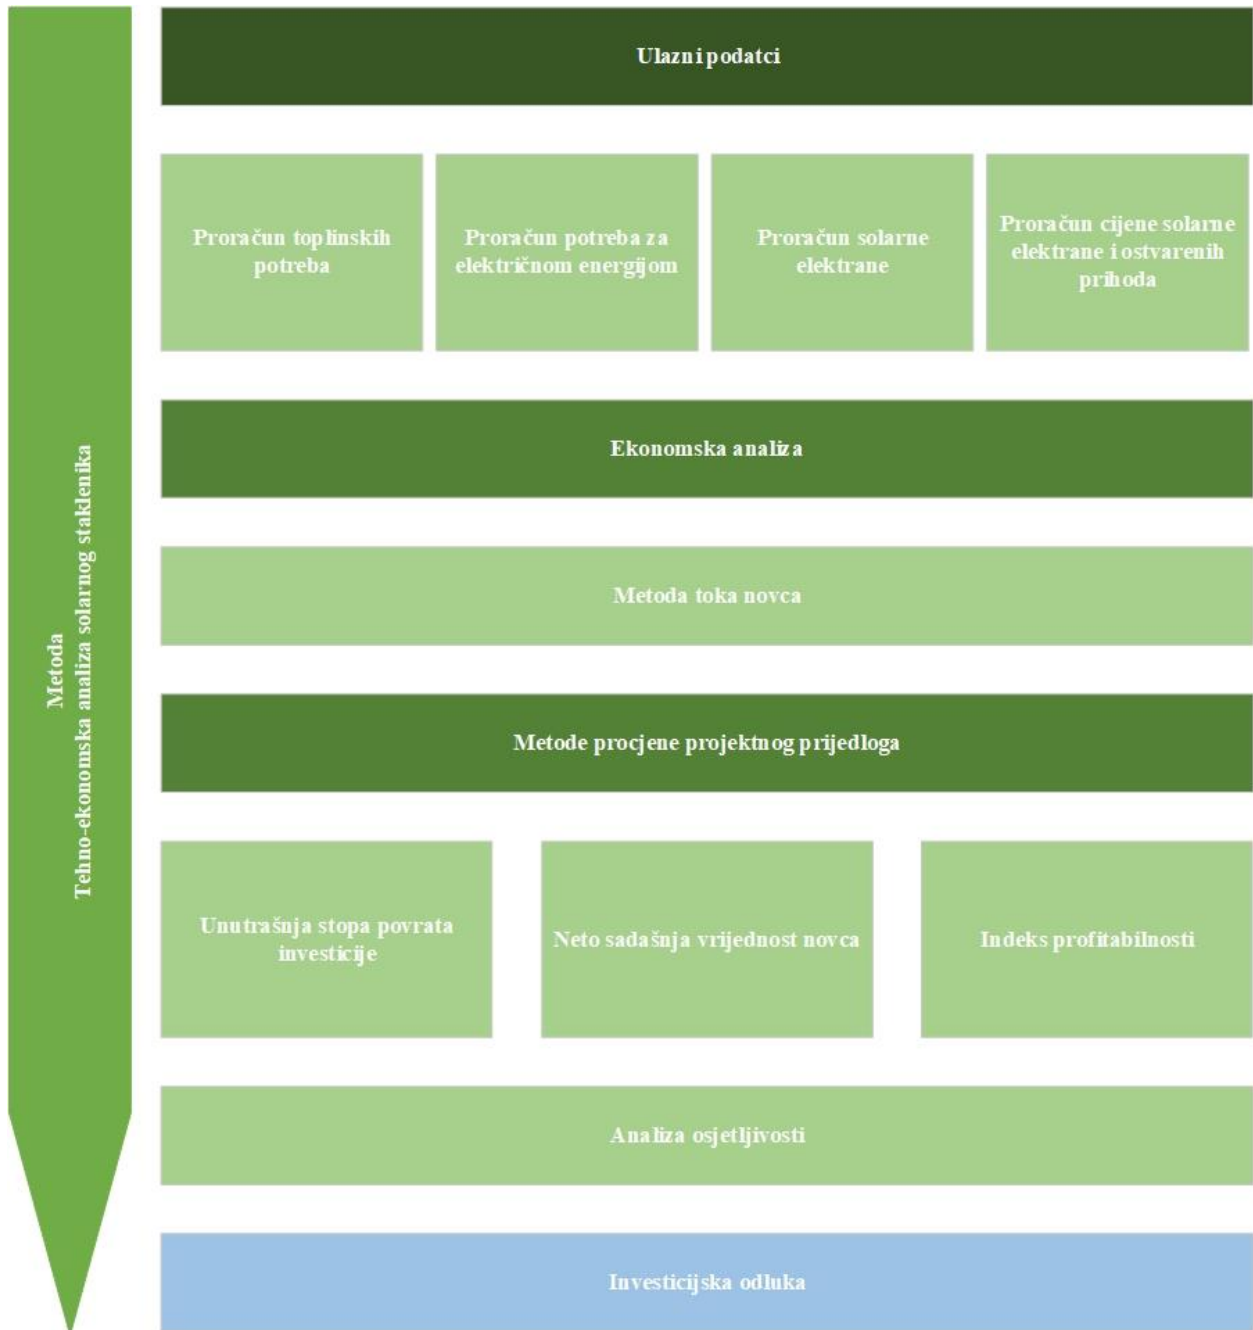 Metoda
Tehno-ekonomska analiza solarnog staklenika
Ulazni podatci
Proračun toplinskih
potreba
Proračun potreba za
električnom energijom
Proračun solarne
elektrane
Proračun cijene solarne
elektrane i ostvarenih
prihoda
Ekonomska analiza
Metoda toka novca
Metode procjene projektnog prijedloga
Unutrašnja stopa povrata
investicije
Neto sadašnja vrijednost novca
Indeks profitabilnosti
Analiza osjetljivosti
Investicijska odluka